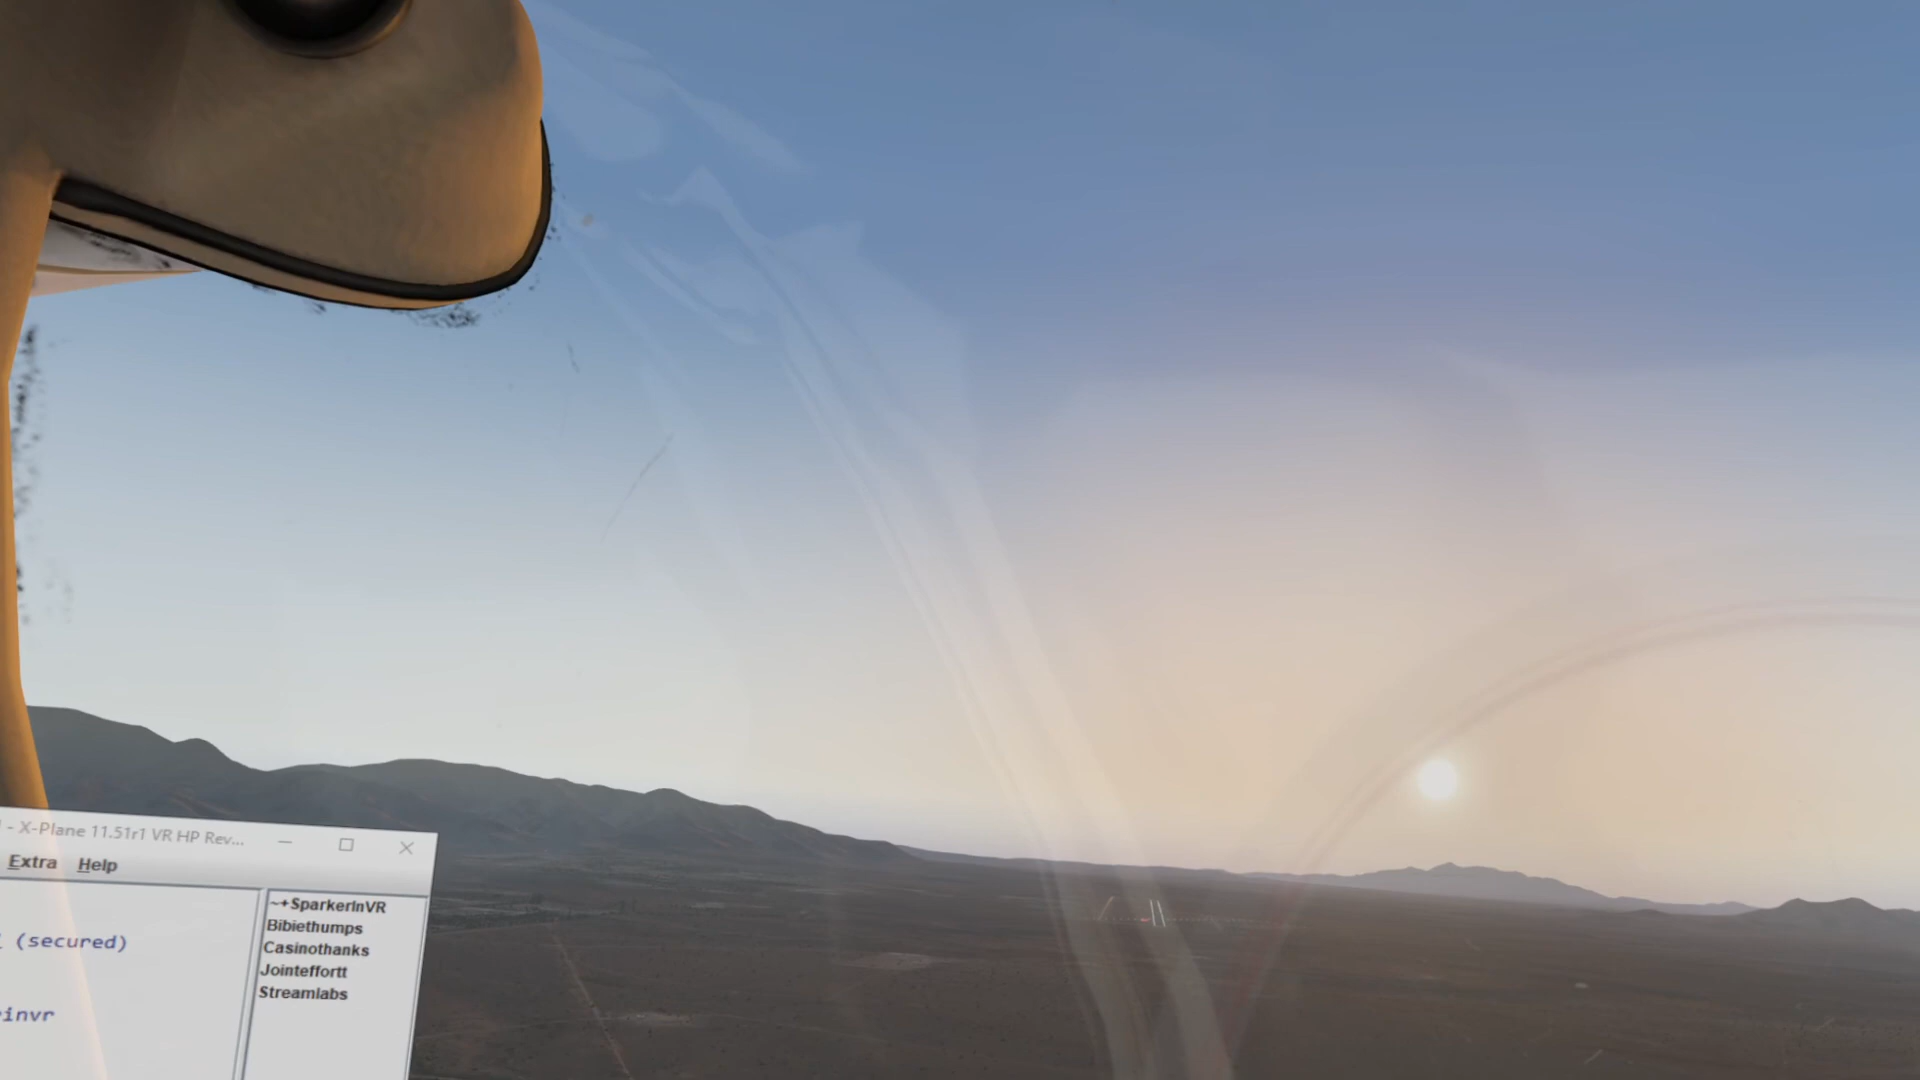 - X-Plane 11.51r1 VR HP Rev...
Extra Help
(secured)
invr
~+SparkerInVR
Bibiethumps
Casinothanks
Jointeffortt
Streamlabs